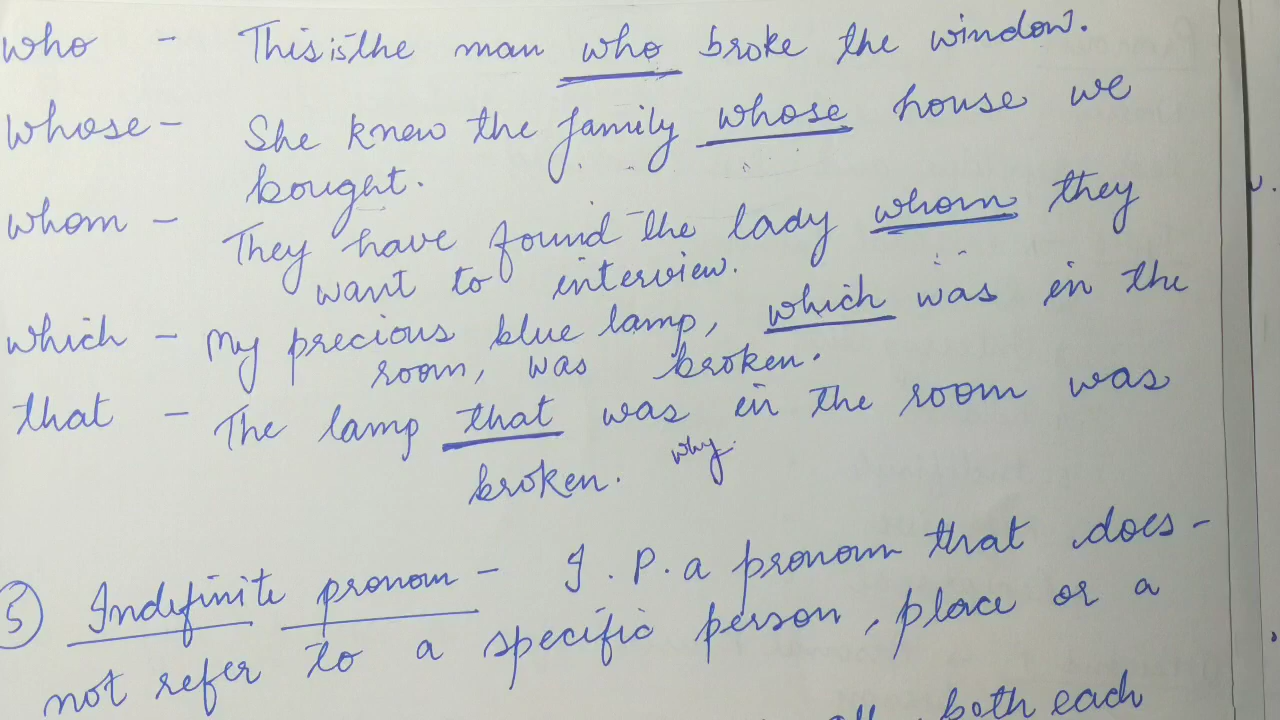 who - This is the man who broke the window.
whose - She knew the family whose house we
bought.
whom - They have found the lady whom they
want to interview.
which - My precious blue lamp, which was in the
room, was broken.
that - The lamp that was in the room was
broken. why.
5 Indefinite pronoun - I. P. a pronoun that does -
not refer to a specific person, place or a
both each